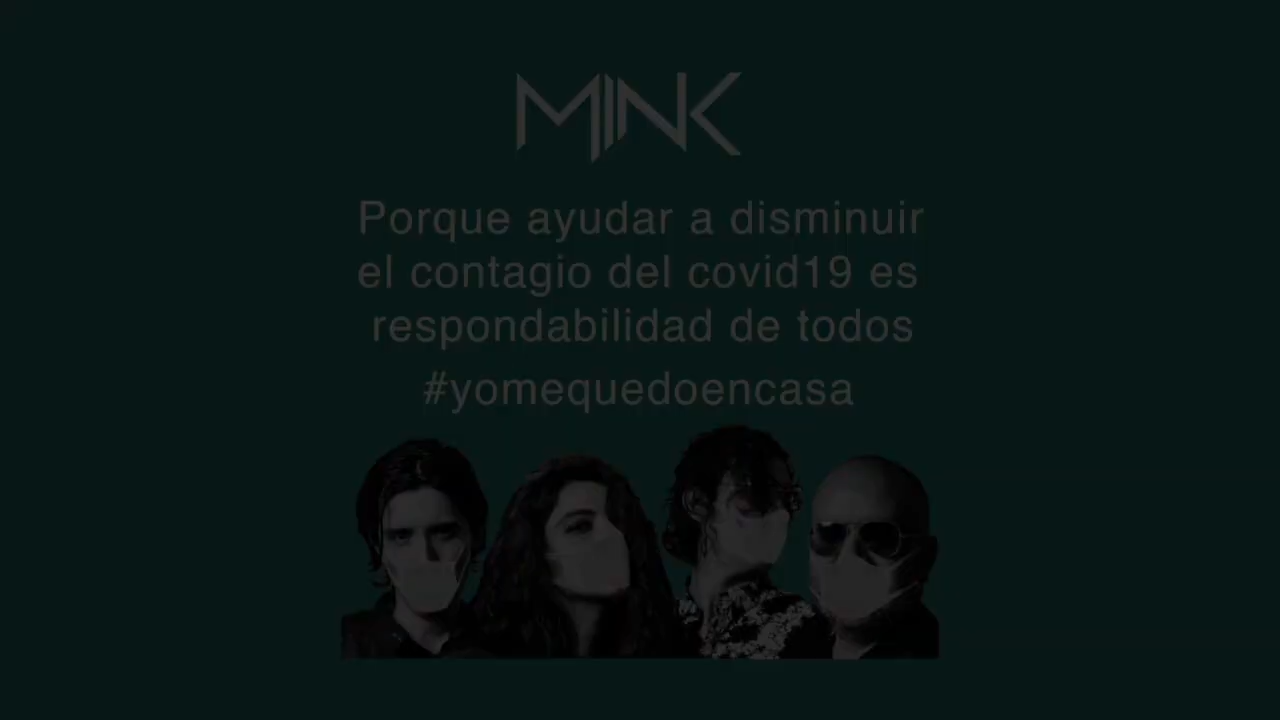 MINK
Porque ayudar a disminuir
el contagio del covid19 es
respondabilidad de todos
#yomequedoencasa